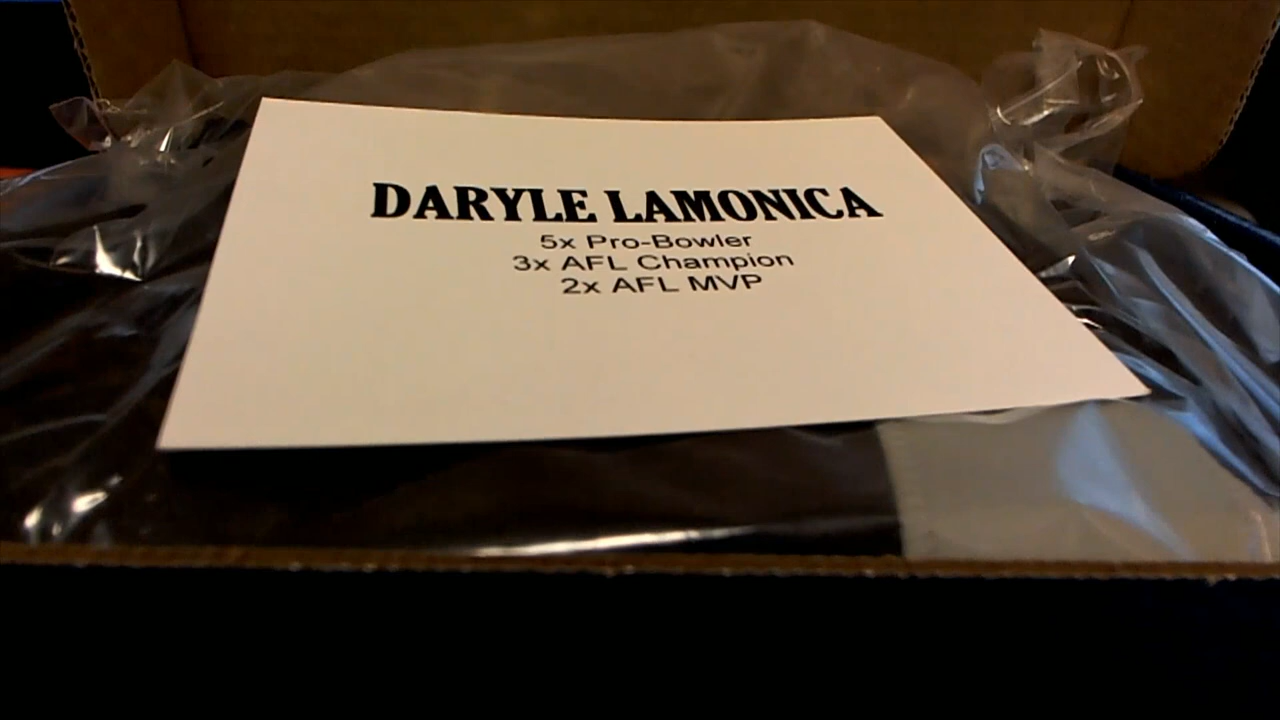 DARYLE LAMONICA
5x Pro-Bowler
3x AFL Champion
2x AFL MVP